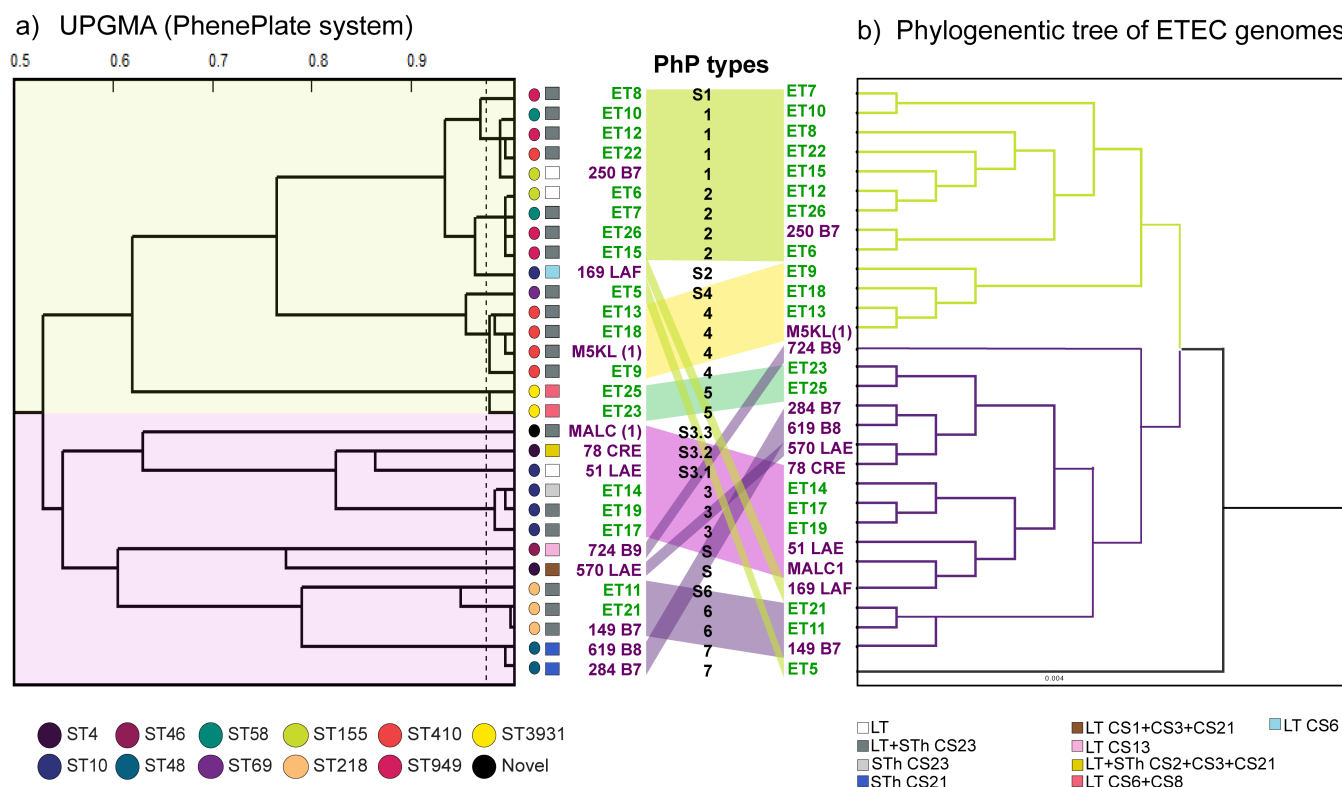 a) UPGMA (PhenePlate system)
b) Phylogenentic tree of ETEC genomes
0.5 0.6 0.7 0.8 0.9
PhP types
ET8 S1 ET7
ET10 1 ET10
ET12 1 ET8
ET22 1 ET22
250 B7 1 ET15
ET6 2 ET12
ET7 2 ET26
ET26 2 250 B7
ET15 2 ET6
169 LAF S2 ET9
ET5 S4 ET18
ET13 4 ET13
ET18 4 M5KL(1)
M5KL (1) 4 724 B9
ET9 4 ET23
ET25 5 ET25
ET23 5 284 B7
MALC (1) S3.3 619 B8
78 CRE S3.2 570 LAE
51 LAE S3.1 78 CRE
ET14 3 ET14
ET19 3 ET17
ET17 3 ET19
724 B9 S 51 LAE
570 LAE S MALC1
ET11 S6 169 LAF
ET21 6 ET21
149 B7 6 ET11
619 B8 7 149 B7
284 B7 7 ET5
0.004
ST4 ST46 ST58 ST155 ST410 ST3931
ST10 ST48 ST69 ST218 ST949 Novel
LT LT CS1+CS3+CS21 LT CS6
LT+STh CS23 LT CS13
STh CS23 LT+STh CS2+CS3+CS21
STh CS21 LT CS6+CS8